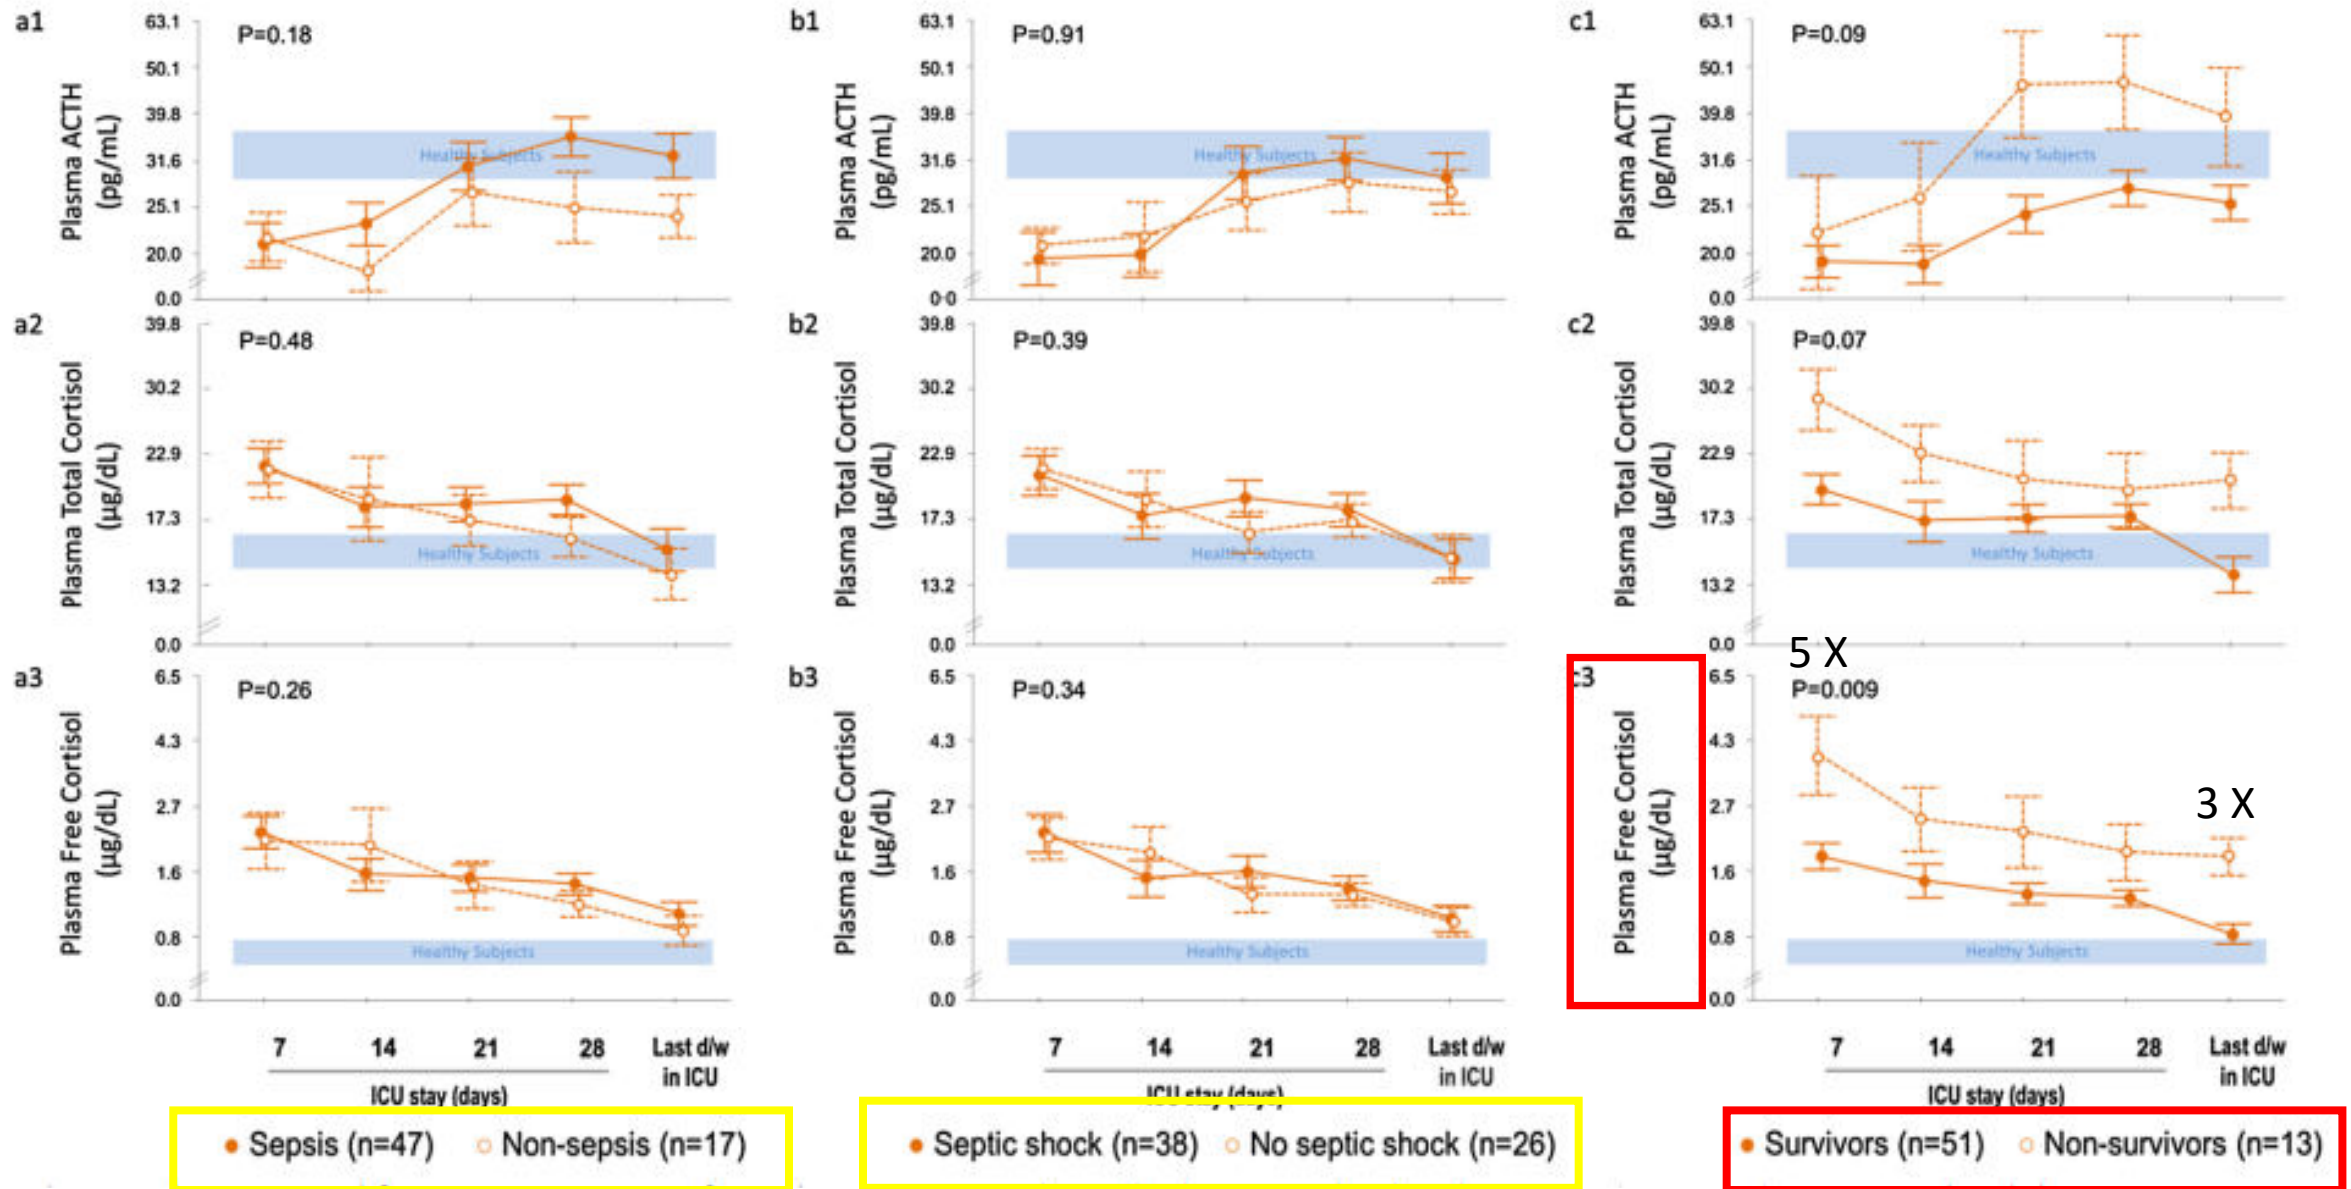 a1
P=0.18
63.1
50.1
39.8
31.6
25.1
20.0
0.0
Plasma ACTH
(pg/mL)
Healthy Subjects
b1
P=0.91
63.1
50.1
39.8
31.6
25.1
20.0
0.0
Plasma ACTH
(pg/mL)
Healthy Subjects
c1
P=0.09
63.1
50.1
39.8
31.6
25.1
20.0
0.0
Plasma ACTH
(pg/mL)
Healthy Subjects
a2
P=0.48
39.8
30.2
22.9
17.3
13.2
0.0
Plasma Total Cortisol
(µg/dL)
Healthy Subjects
b2
P=0.39
39.8
30.2
22.9
17.3
13.2
0.0
Plasma Total Cortisol
(µg/dL)
Healthy Subjects
c2
P=0.07
39.8
30.2
22.9
17.3
13.2
0.0
Plasma Total Cortisol
(µg/dL)
Healthy Subjects
a3
P=0.26
6.5
4.3
2.7
1.6
0.8
0.0
Plasma Free Cortisol
(µg/dL)
Healthy Subjects
b3
P=0.34
6.5
4.3
2.7
1.6
0.8
0.0
Plasma Free Cortisol
(µg/dL)
Healthy Subjects
c3
5 X
P=0.009
3 X
6.5
4.3
2.7
1.6
0.8
0.0
Plasma Free Cortisol
(µg/dL)
Healthy Subjects
7 14 21 28 Last d/w
in ICU
ICU stay (days)
7 14 21 28 Last d/w
in ICU
ICU stay (days)
7 14 21 28 Last d/w
in ICU
ICU stay (days)
Sepsis (n=47) Non-sepsis (n=17)
Septic shock (n=38) No septic shock (n=26)
Survivors (n=51) Non-survivors (n=13)